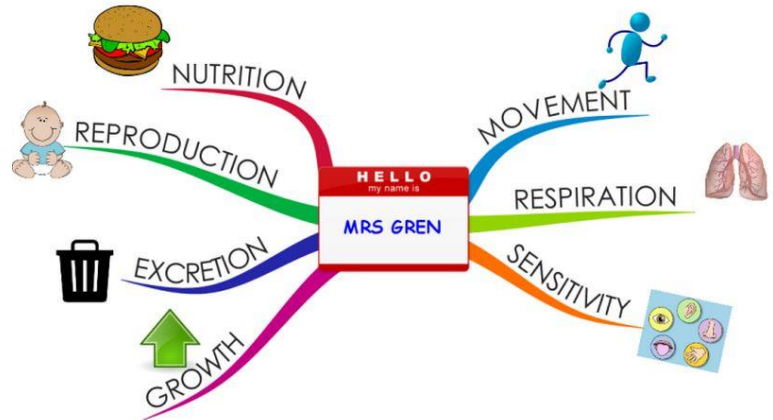 HELLO
my name is
MRS GREN
MOVEMENT
RESPIRATION
SENSITIVITY
GROWTH
EXCRETION
REPRODUCTION
NUTRITION